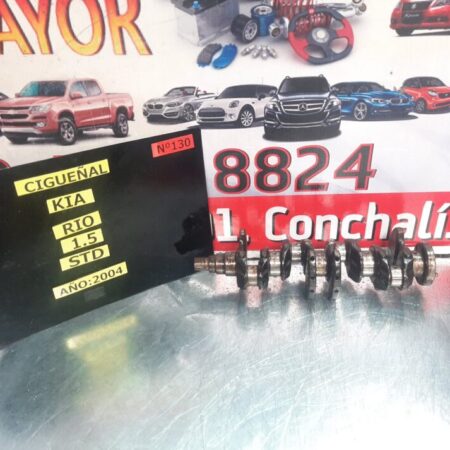 AYOR
Nº130
CIGUEÑAL
KIA
RIO
1.5
STD
AÑO:2004
8824
1 Conchalí